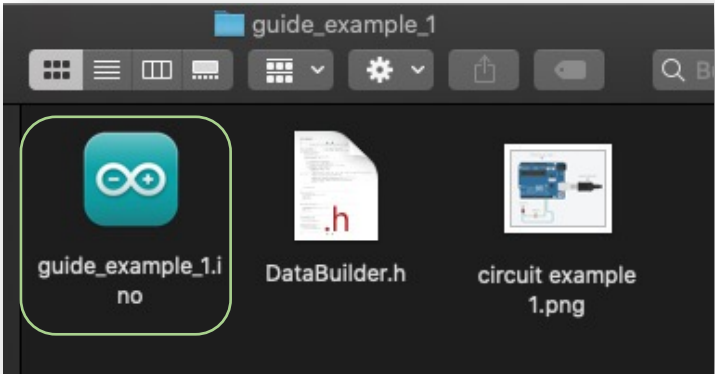 guide_example_1
guide_example_1.i
no
.h
DataBuilder.h
circuit example
1.png